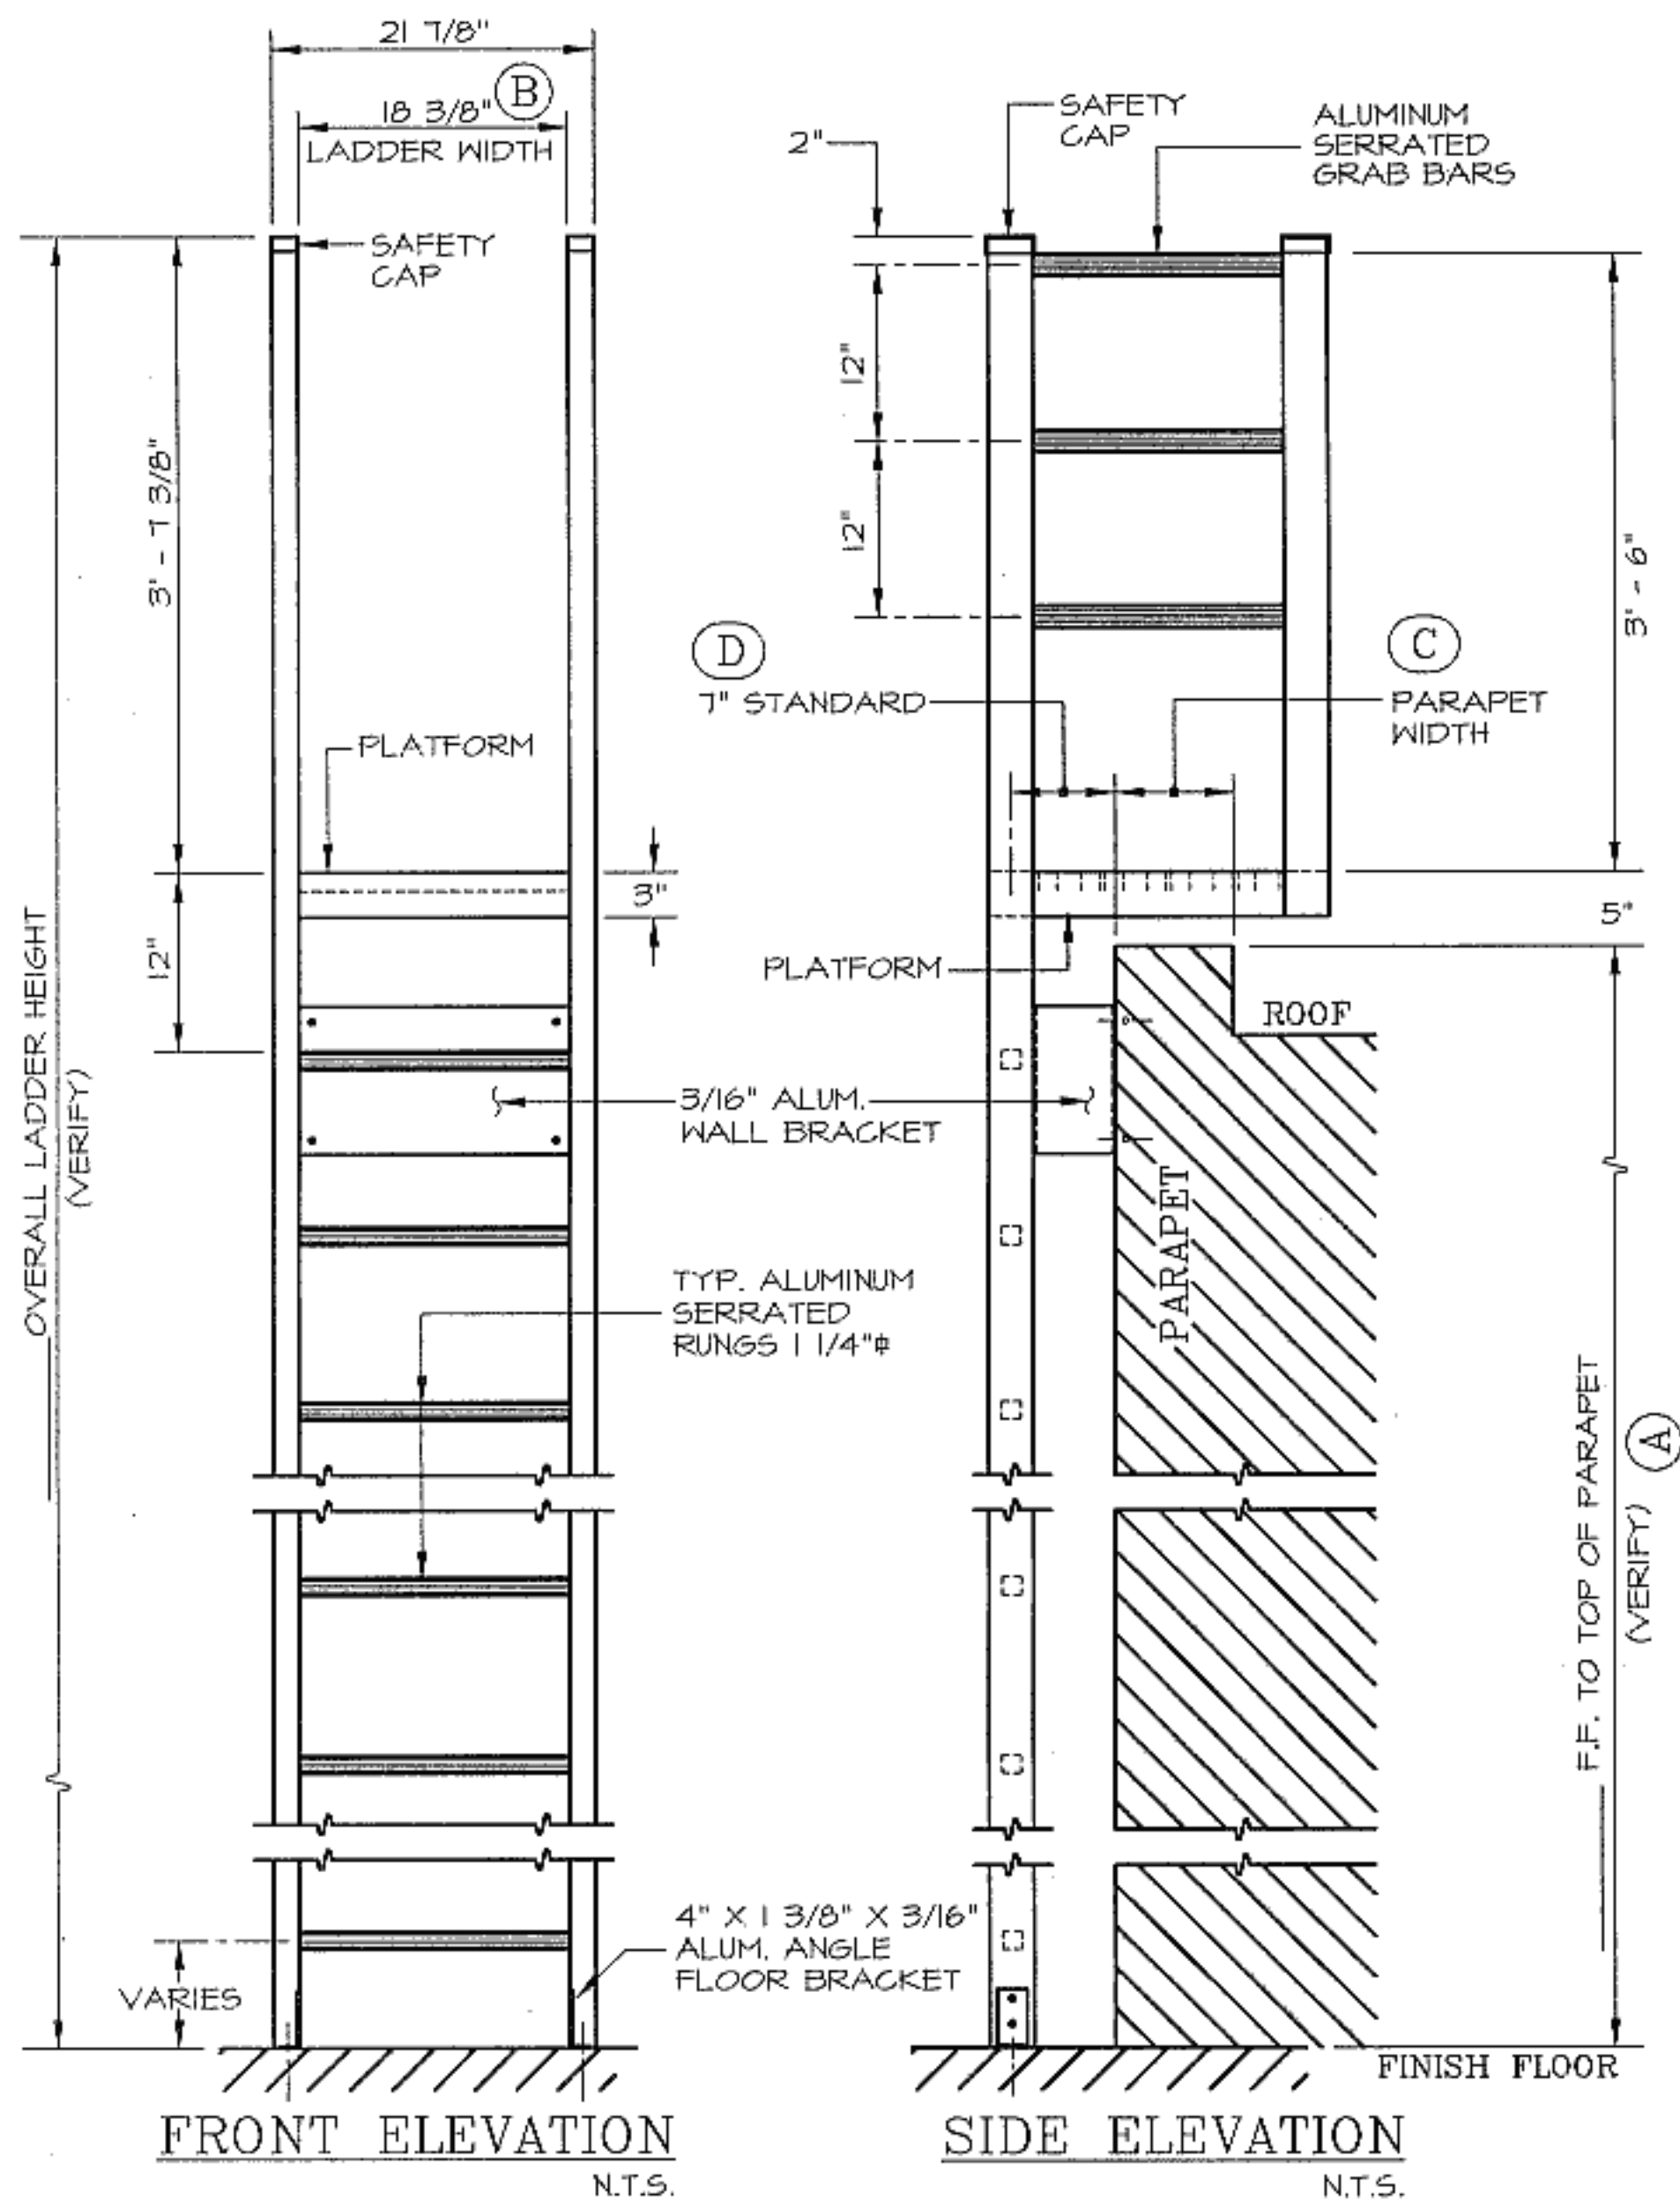 21 7/8"
18 3/8"
B
LADDER WIDTH
SAFETY
CAP
3' - 7 3/8"
PLATFORM
3"
12"
OVERALL LADDER HEIGHT
(VERIFY)
3/16" ALUM.
WALL BRACKET
TYP. ALUMINUM
SERRATED
RUNGS 1 1/4"⌽
4" X 1 3/8" X 3/16"
ALUM. ANGLE
FLOOR BRACKET
VARIES
FRONT ELEVATION
N.T.S.
2"
SAFETY
CAP
ALUMINUM
SERRATED
GRAB BARS
12"
12"
3' - 6"
D
7" STANDARD
C
PARAPET
WIDTH
5"
PLATFORM
ROOF
PARAPET
F.F. TO TOP OF PARAPET
(VERIFY)
A
FINISH FLOOR
SIDE ELEVATION
N.T.S.